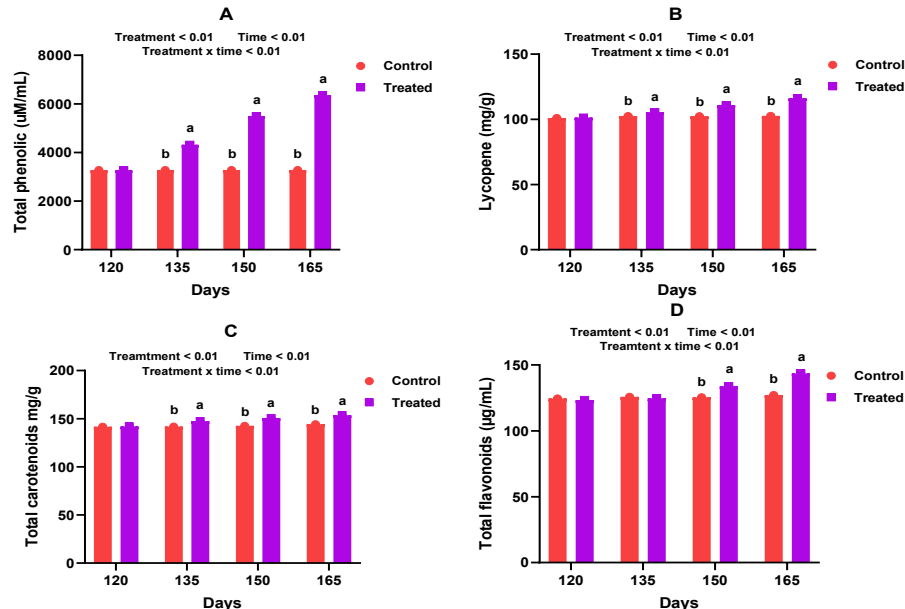 A
Treatment < 0.01 Time < 0.01
Treatment x time < 0.01
Total phenolic (uM/mL)
8000
6000
4000
2000
0
b a b a b a
120 135 150 165
Days
Control
Treated
B
Treatment < 0.01 Time < 0.01
Treatment x time < 0.01
Lycopene (mg/g)
150
100
50
0
b a b a b a
120 135 150 165
Days
Control
Treated
C
Treamtment < 0.01 Time < 0.01
Treatment x time < 0.01
Total carotenoids mg/g
200
150
100
50
0
b a b a b a
120 135 150 165
Days
Control
Treated
D
Treamtent < 0.01 Time < 0.01
Treamtent x time < 0.01
Total flavonoids (µg/mL)
150
100
50
0
b a b a
120 135 150 165
Days
Control
Treated